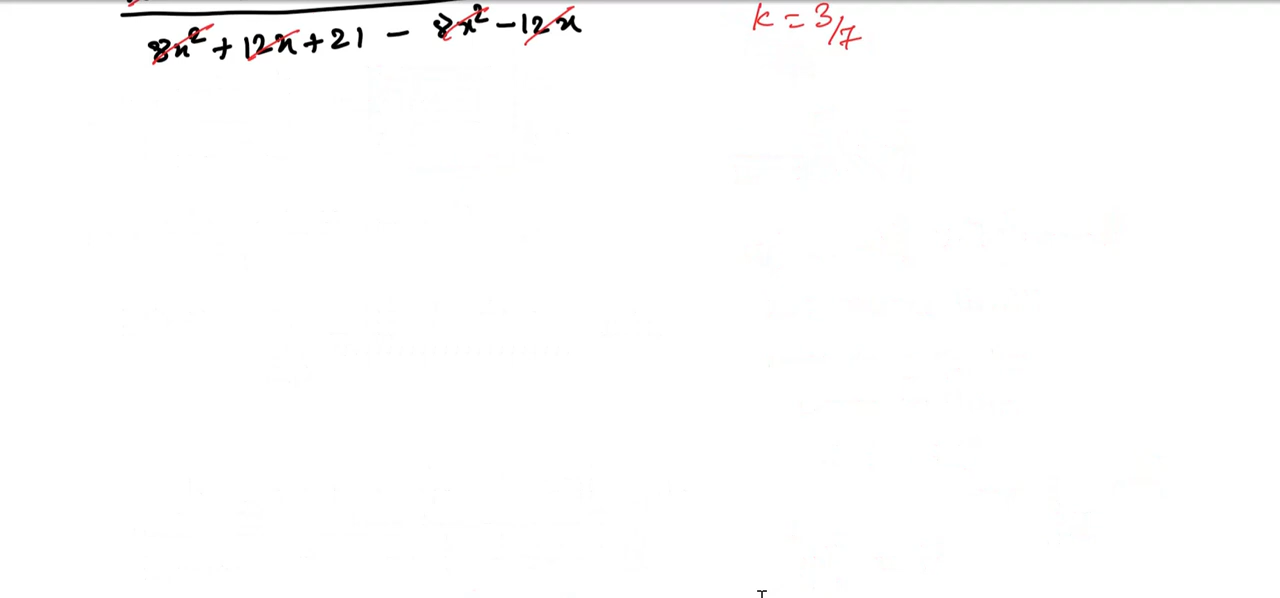 8x² + 12x + 21 - 8x² - 12x
k = 3/7